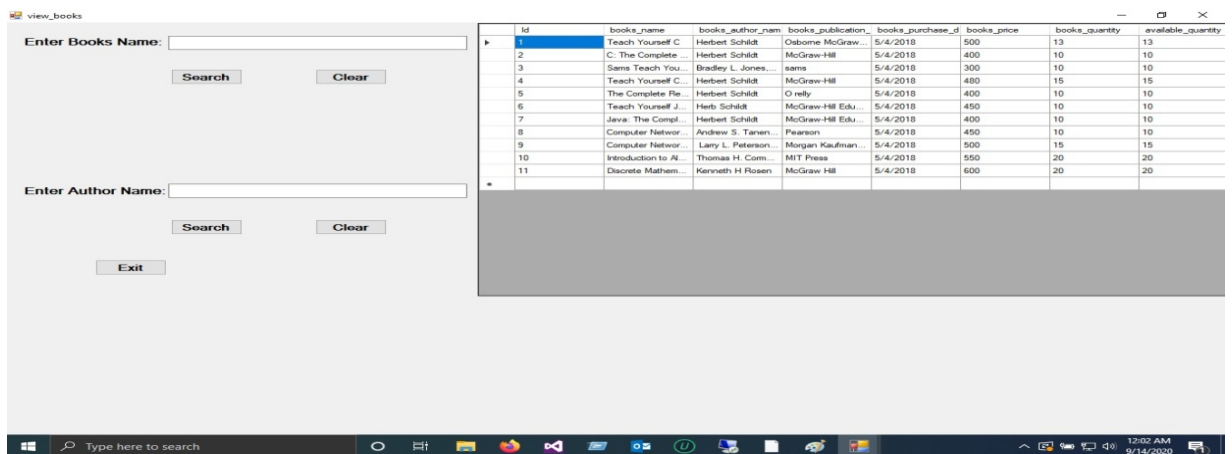 view_books
Enter Books Name:
Search Clear
Enter Author Name:
Search Clear
Exit
Id books_name books_author_nam books_publication_ books_purchase_d books_price books_quantity available_quantity
1 Teach Yourself C Herbert Schildt Osborne McGraw... 5/4/2018 500 13 13
2 C: The Complete ... Herbert Schildt McGraw-Hill 5/4/2018 400 10 10
3 Sams Teach You... Bradley L. Jones,... sams 5/4/2018 300 10 10
4 Teach Yourself C... Herbert Schildt McGraw-Hill 5/4/2018 480 15 15
5 The Complete Re... Herbert Schildt O relly 5/4/2018 400 10 10
6 Teach Yourself J... Herb Schildt McGraw-Hill Edu... 5/4/2018 450 10 10
7 Java: The Compl... Herbert Schildt McGraw-Hill Edu... 5/4/2018 400 10 10
8 Computer Networ... Andrew S. Tanen... Pearson 5/4/2018 450 10 10
9 Computer Networ... Larry L. Peterson... Morgan Kaufman... 5/4/2018 500 15 15
10 Introduction to Al... Thomas H. Corm... MIT Press 5/4/2018 550 20 20
11 Discrete Mathem... Kenneth H Rosen McGraw Hill 5/4/2018 600 20 20
Type here to search
12:02 AM
9/14/2020